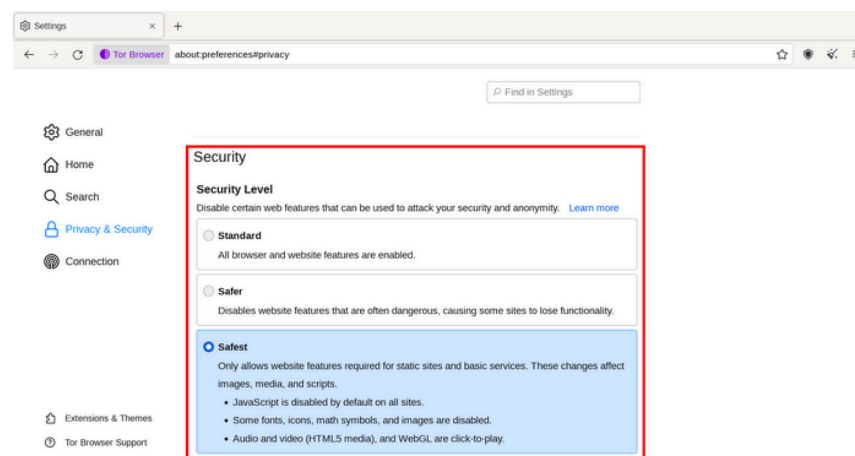 Settings
Tor Browser about:preferences#privacy
Find in Settings
General
Home
Search
Privacy & Security
Connection
Extensions & Themes
Tor Browser Support
Security
Security Level
Disable certain web features that can be used to attack your security and anonymity. Learn more
Standard
All browser and website features are enabled.
Safer
Disables website features that are often dangerous, causing some sites to lose functionality.
Safest
Only allows website features required for static sites and basic services. These changes affect
images, media, and scripts.
• JavaScript is disabled by default on all sites.
• Some fonts, icons, math symbols, and images are disabled.
• Audio and video (HTML5 media), and WebGL are click-to-play.